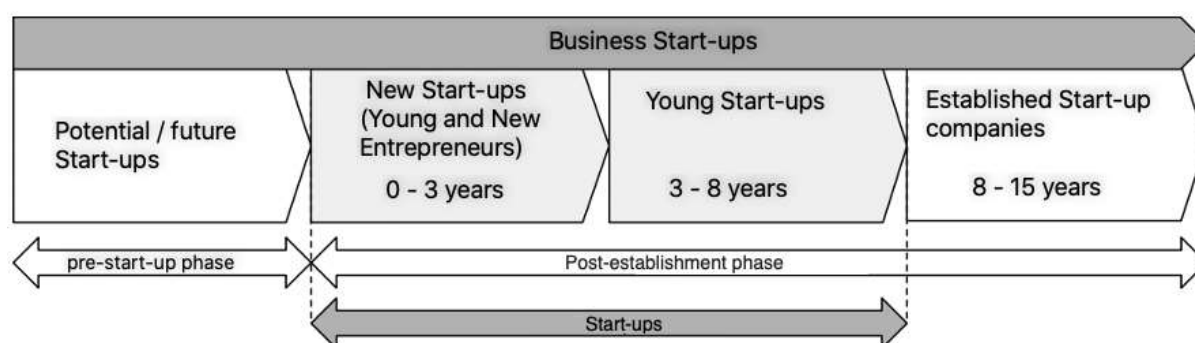 Business Start-ups
Potential / future
Start-ups
New Start-ups
(Young and New
Entrepreneurs)
0 - 3 years
Young Start-ups
3 - 8 years
Established Start-up
companies
8 - 15 years
pre-start-up phase
Post-establishment phase
Start-ups